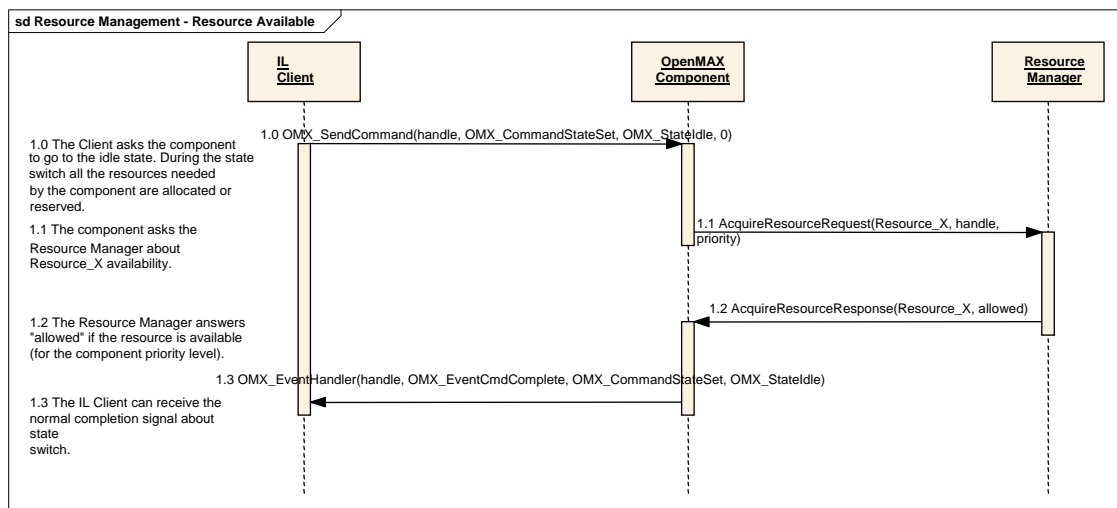 sd Resource Management - Resource Available
IL
Client
OpenMAX
Component
Resource
Manager
1.0 OMX_SendCommand(handle, OMX_CommandStateSet, OMX_StateIdle, 0)
1.0 The Client asks the component
to go to the idle state. During the state
switch all the resources needed
by the component are allocated or
reserved.
1.1 The component asks the
Resource Manager about
Resource_X availability.
1.1 AcquireResourceRequest(Resource_X, handle,
priority)
1.2 AcquireResourceResponse(Resource_X, allowed)
1.2 The Resource Manager answers
"allowed" if the resource is available
(for the component priority level).
1.3 OMX_EventHandler(handle, OMX_EventCmdComplete, OMX_CommandStateSet, OMX_StateIdle)
1.3 The IL Client can receive the
normal completion signal about
state
switch.